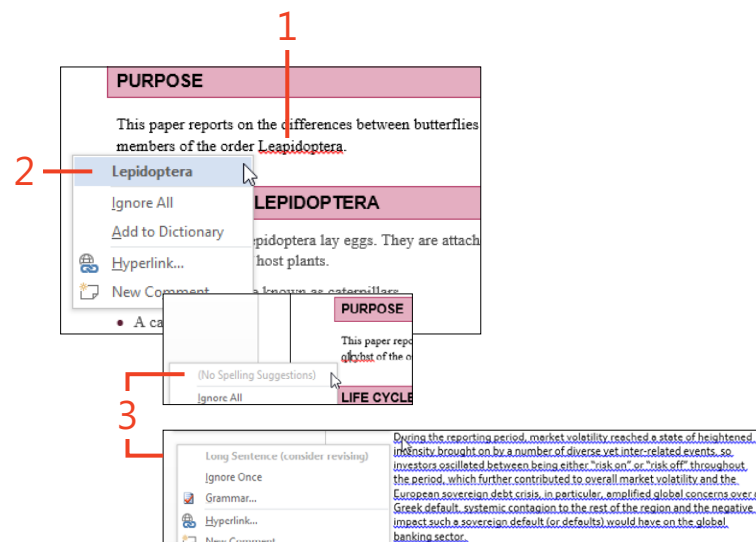 1
PURPOSE
This paper reports on the differences between butterflies
members of the order Leapidoptera.
2
Lepidoptera
Ignore All
LEPIDOPTERA
Add to Dictionary
epidoptera lay eggs. They are attach
Hyperlink...
host plants.
New Comment
known as caterpillars
• A ca
PURPOSE
This paper repo
of the o
(No Spelling Suggestions)
Ignore All
LIFE CYCLE
3
During the reporting period, market volatility reached a state of heightened
Long Sentence (consider revising)
intensity brought on by a number of diverse yet inter-related events, so
investors oscillated between being either "risk on" or "risk off" throughout
Ignore Once
the period, which further contributed to overall market volatility and the
Grammar...
European sovereign debt crisis, in particular, amplified global concerns over
Greek default, systemic contagion to the rest of the region and the negative
Hyperlink...
impact such a sovereign default (or defaults) would have on the global
New Comment
banking sector.